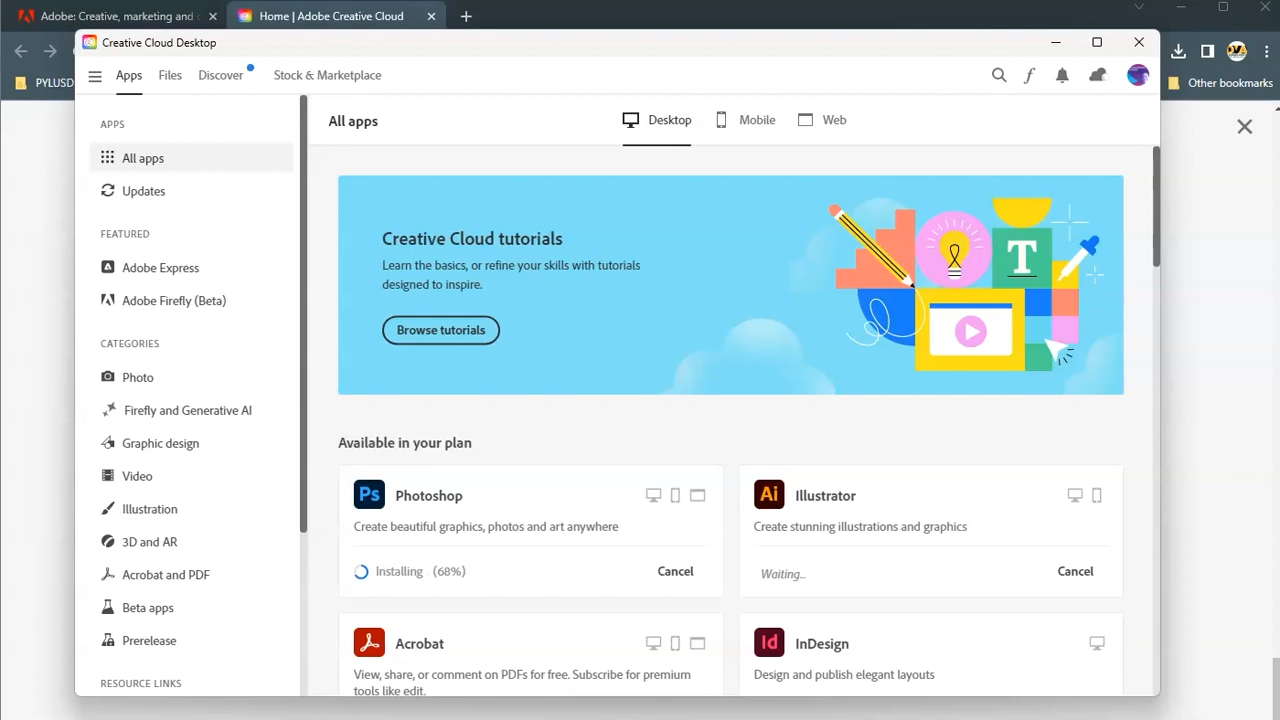 Adobe: Creative, marketing and
Home | Adobe Creative Cloud
PYLUSD
Other bookmarks
Creative Cloud Desktop
Apps
Files
Discover
Stock & Marketplace
APPS
All apps
Updates
FEATURED
Adobe Express
Adobe Firefly (Beta)
CATEGORIES
Photo
Firefly and Generative AI
Graphic design
Video
Illustration
3D and AR
Acrobat and PDF
Beta apps
Prerelease
RESOURCE LINKS
All apps
Desktop
Mobile
Web
Creative Cloud tutorials
Learn the basics, or refine your skills with tutorials
designed to inspire.
Browse tutorials
T
Available in your plan
Ps Photoshop
Create beautiful graphics, photos and art anywhere
Installing (68%)
Cancel
Ai Illustrator
Create stunning illustrations and graphics
Waiting...
Cancel
Acrobat
View, share, or comment on PDFs for free. Subscribe for premium
tools like edit.
Id InDesign
Design and publish elegant layouts